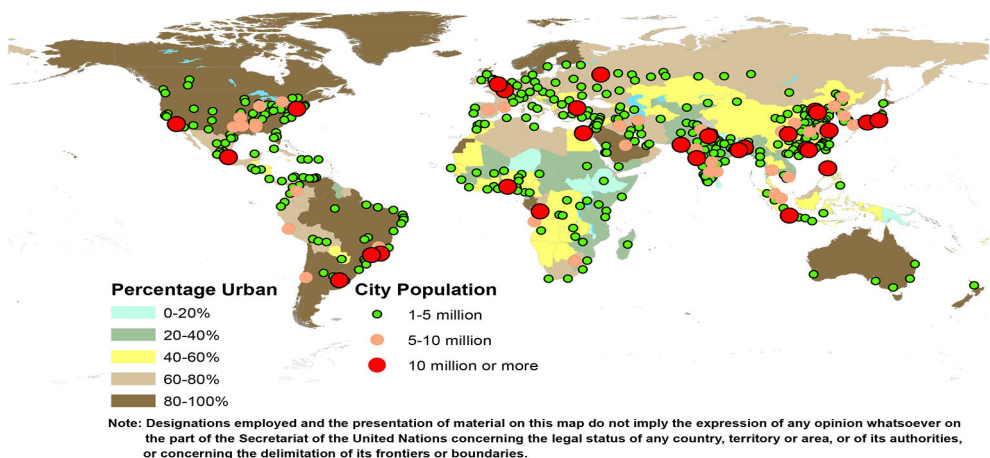 Percentage Urban
0-20%
20-40%
40-60%
60-80%
80-100%
City Population
1-5 million
5-10 million
10 million or more
Note: Designations employed and the presentation of material on this map do not imply the expression of any opinion whatsoever on
the part of the Secretariat of the United Nations concerning the legal status of any country, territory or area, or of its authorities,
or concerning the delimitation of its frontiers or boundaries.